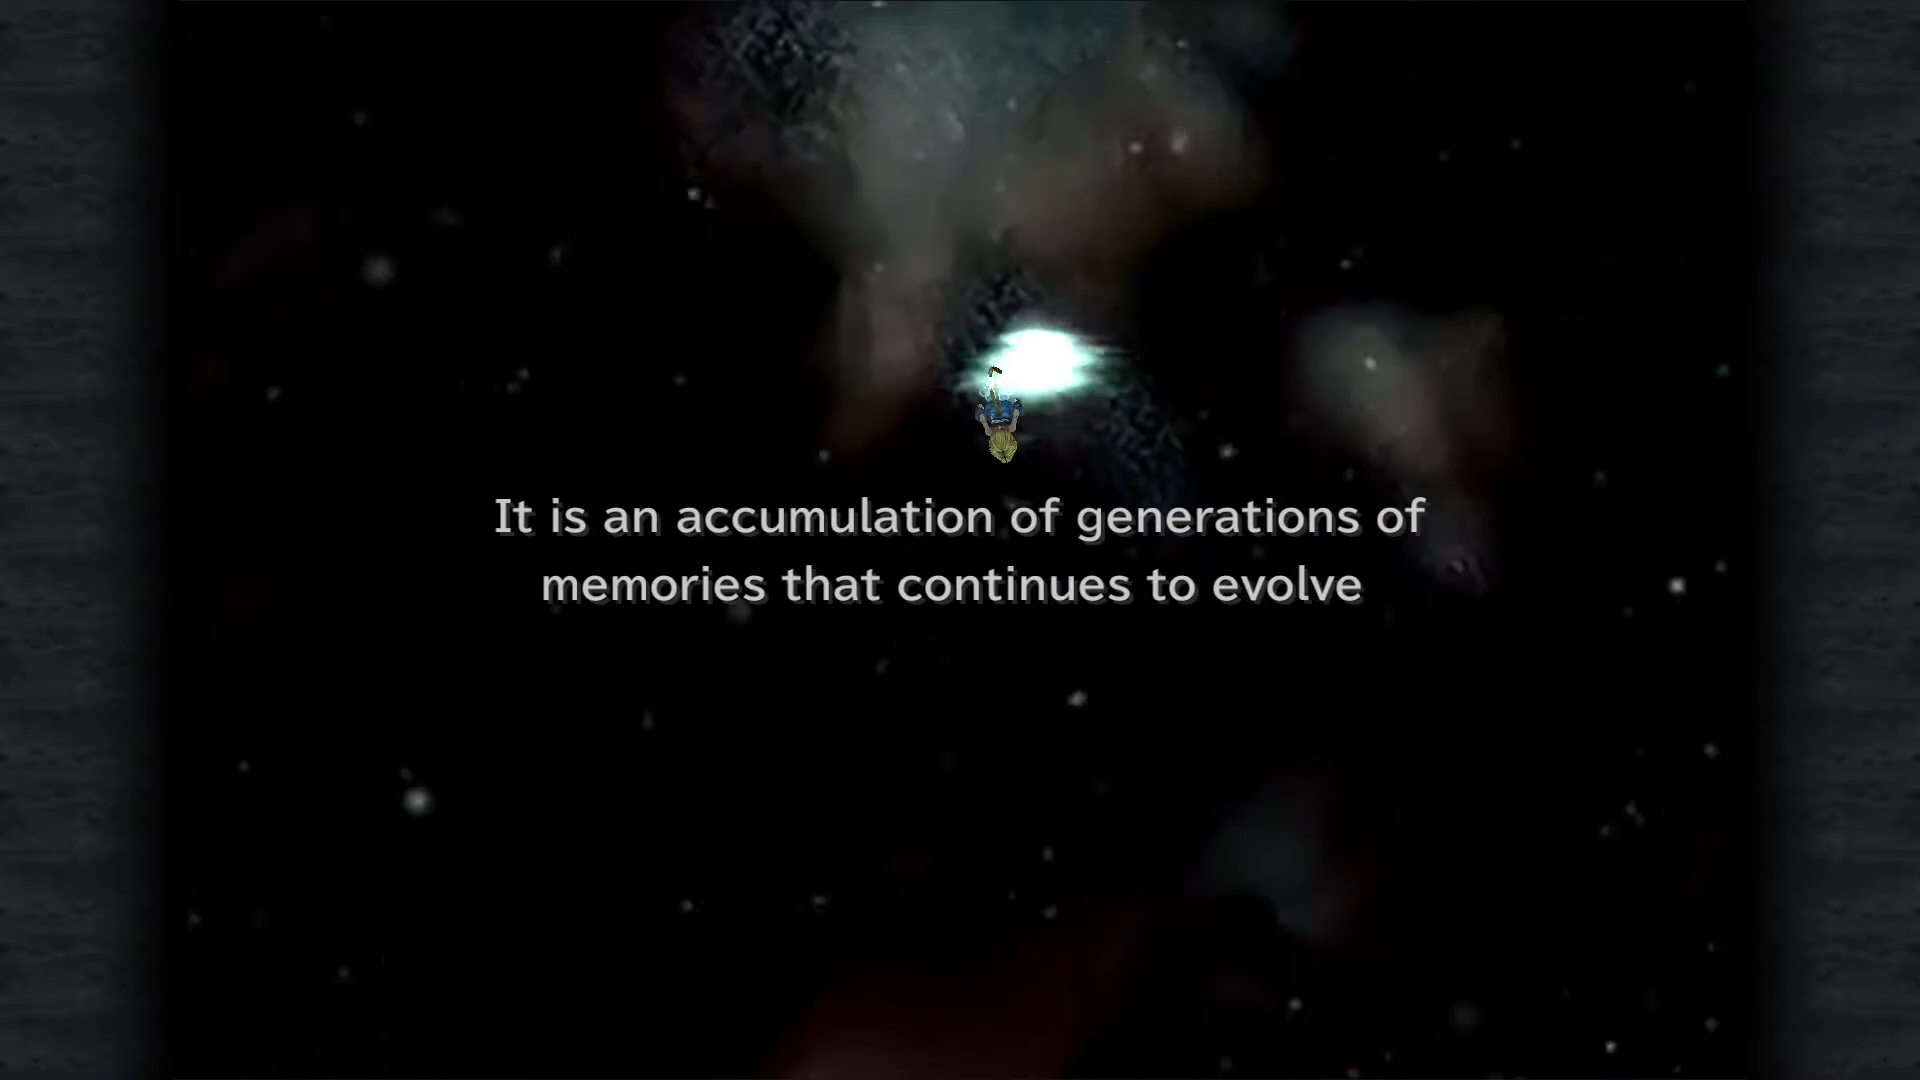 It is an accumulation of generations of
memories that continues to evolve